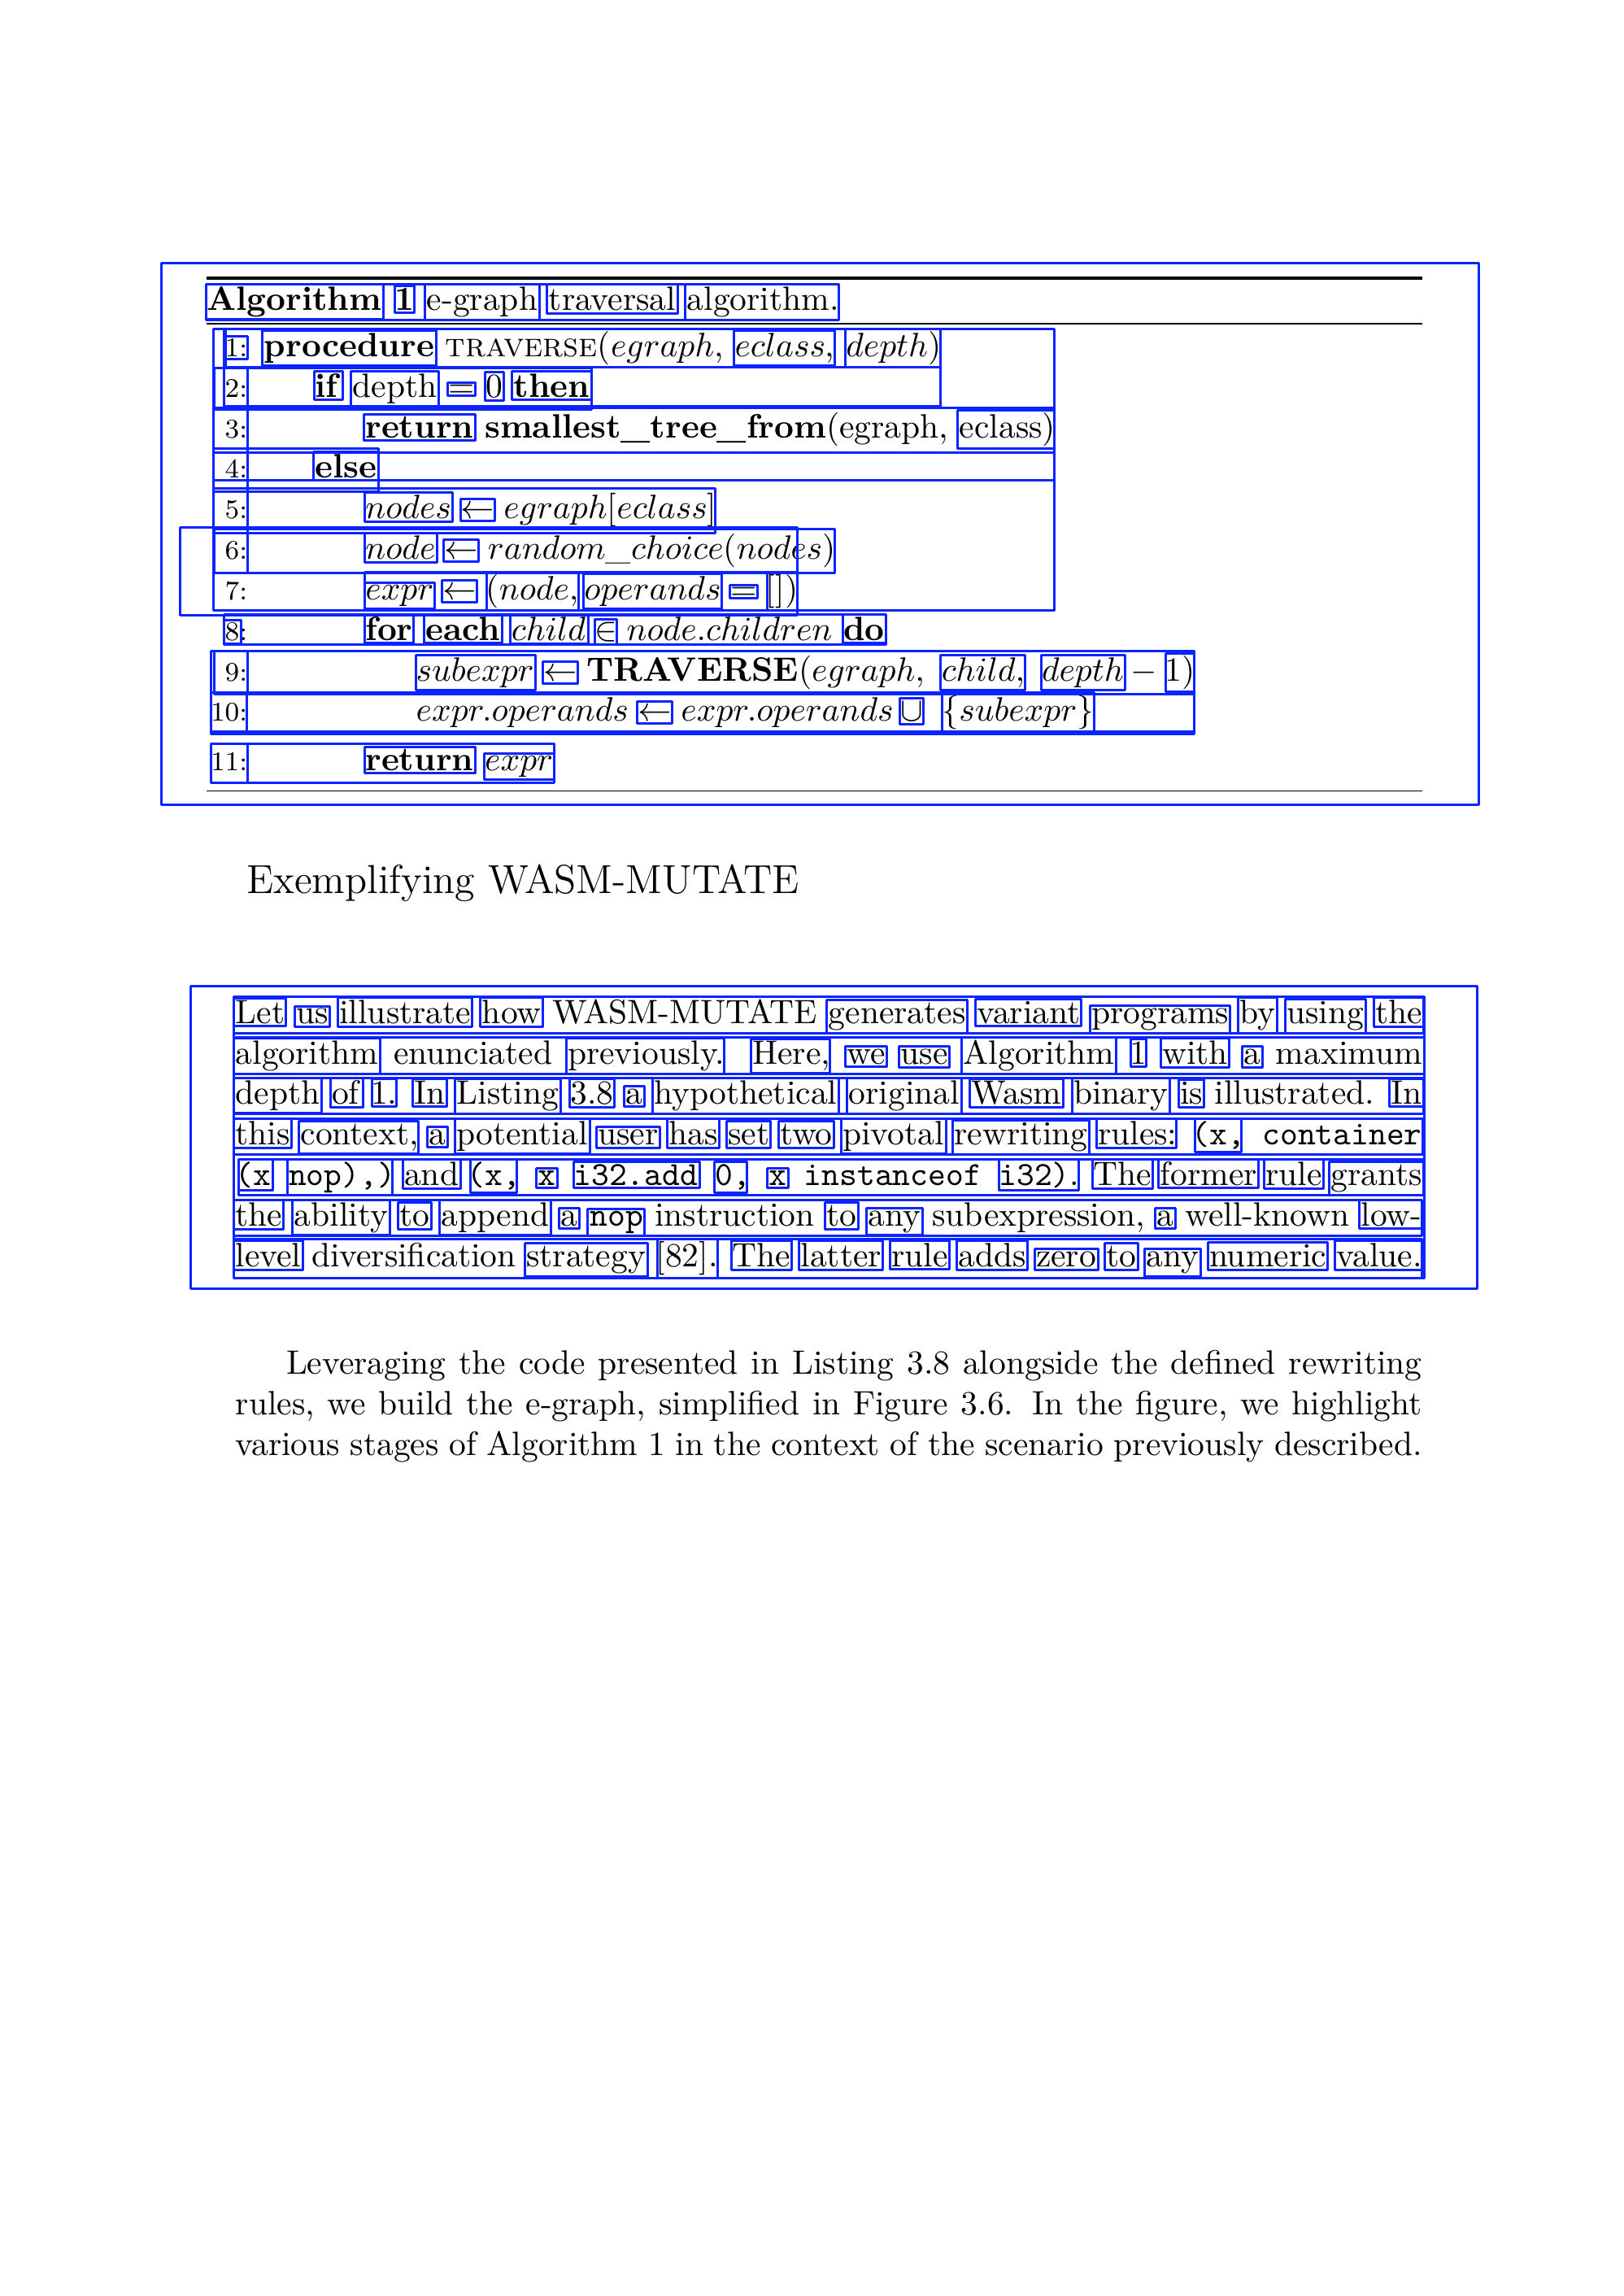 Algorithm 1 e-graph traversal algorithm.
1: procedure TRAVERSE(egraph, eclass, depth)
2: if depth = 0 then
3: return smallest_tree_from(egraph, eclass)
4: else
5: nodes ← egraph[eclass]
6: node ← random_choice(nodes)
7: expr ← (node, operands = [])
8: for each child ∈ node.children do
9: subexpr ← TRAVERSE(egraph, child, depth − 1)
10: expr.operands ← expr.operands ∪ {subexpr}
11: return expr
Exemplifying WASM-MUTATE
Let us illustrate how WASM-MUTATE generates variant programs by using the
algorithm enunciated previously. Here, we use Algorithm 1 with a maximum
depth of 1. In Listing 3.8 a hypothetical original Wasm binary is illustrated. In
this context, a potential user has set two pivotal rewriting rules: (x, container
(x nop),) and (x, x i32.add 0, x instanceof i32). The former rule grants
the ability to append a nop instruction to any subexpression, a well-known low-
level diversification strategy [82]. The latter rule adds zero to any numeric value.
Leveraging the code presented in Listing 3.8 alongside the defined rewriting
rules, we build the e-graph, simplified in Figure 3.6. In the figure, we highlight
various stages of Algorithm 1 in the context of the scenario previously described.